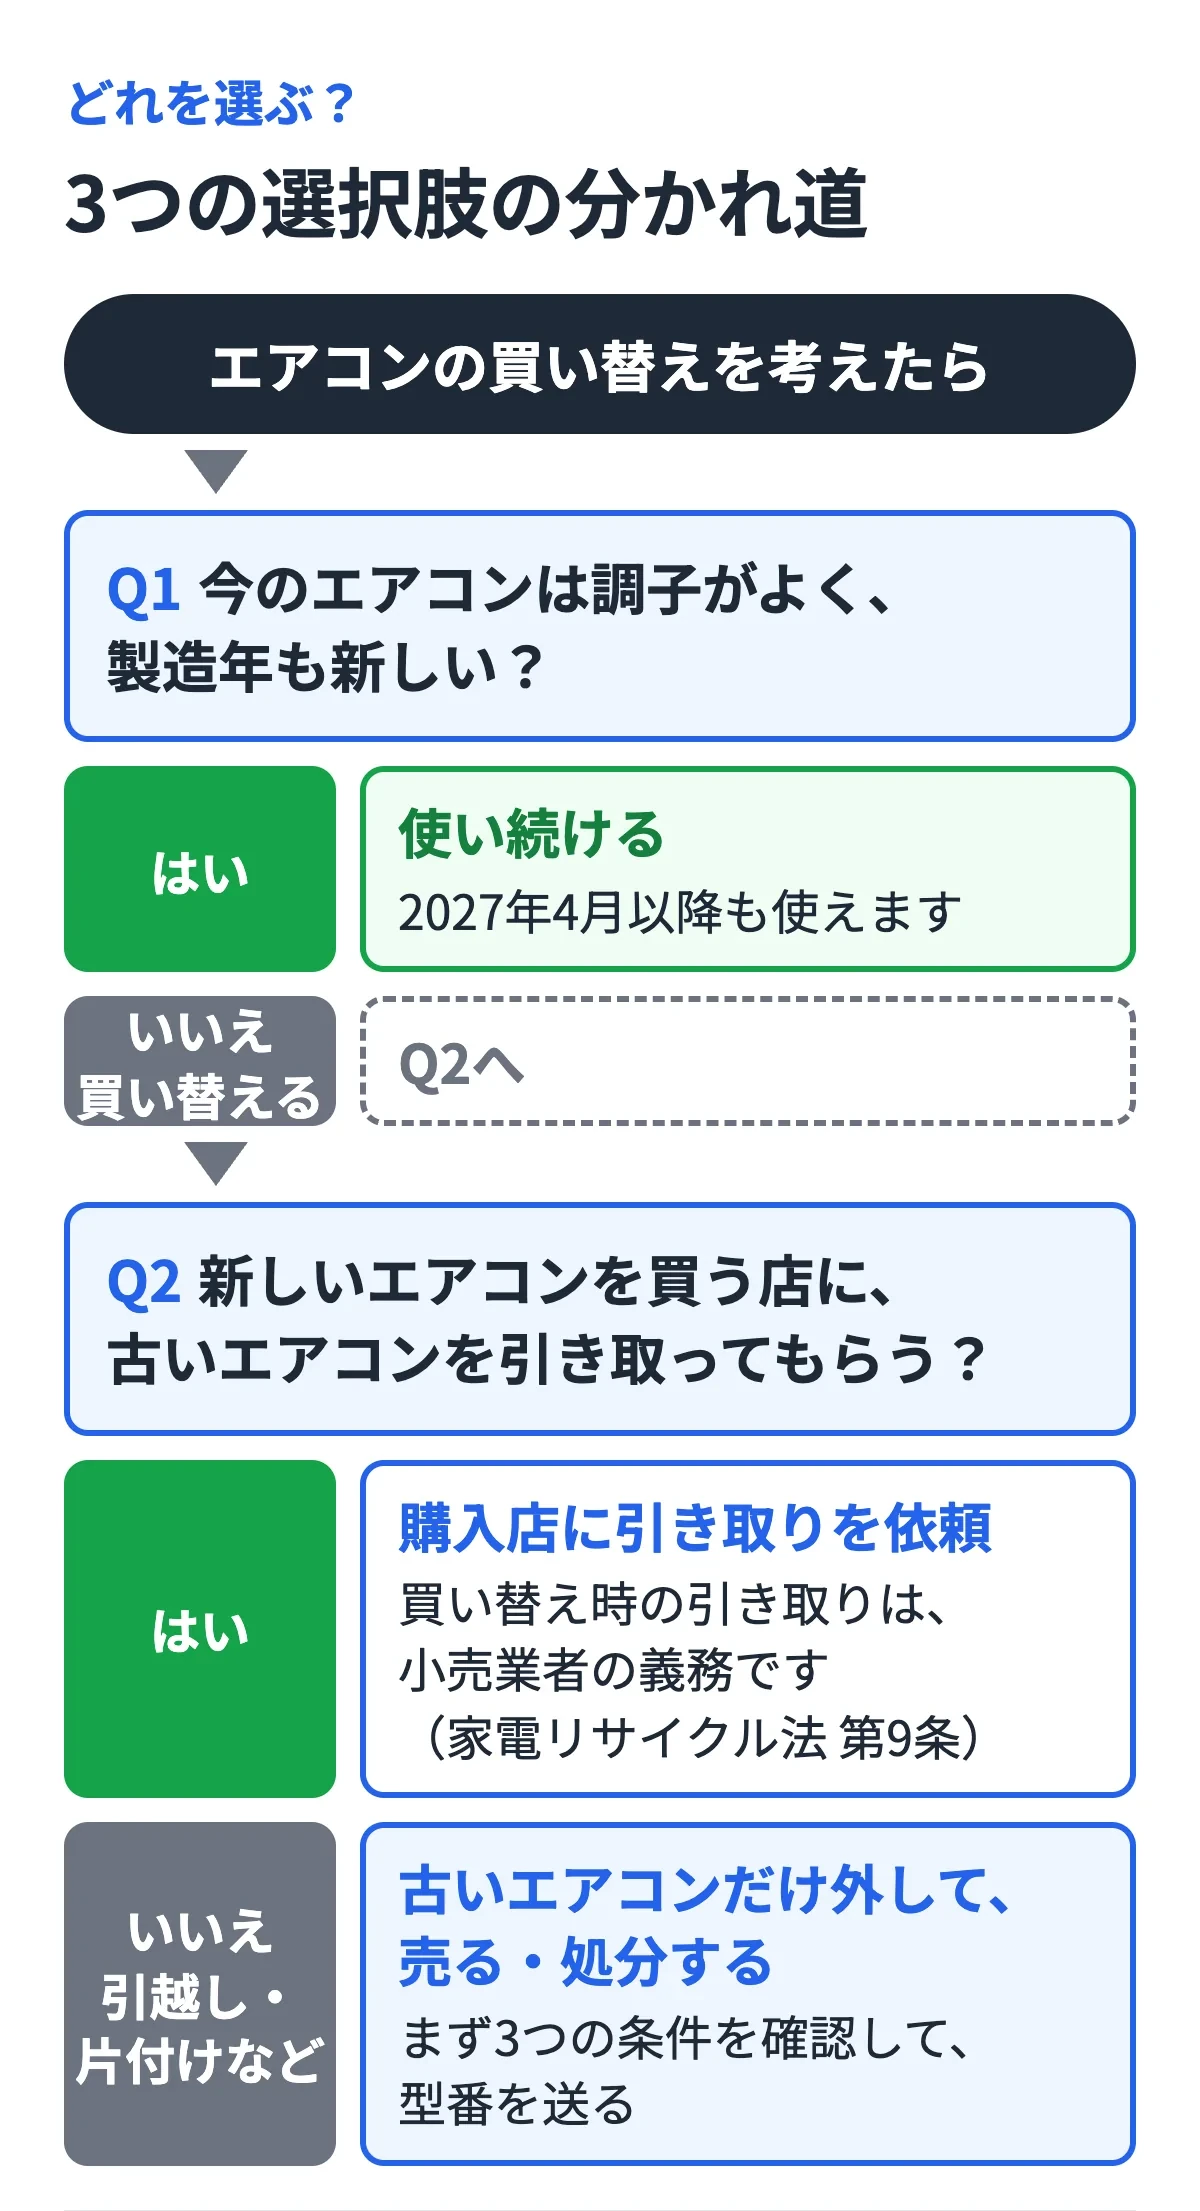 どれを選ぶ？
3つの選択肢の分かれ道
エアコンの買い替えを考えたら
Q1 今のエアコンは調子がよく、
製造年も新しい？
はい
使い続ける
2027年4月以降も使えます
いいえ
買い替える
Q2へ
Q2 新しいエアコンを買う店に、
古いエアコンを引き取ってもらう？
はい
購入店に引き取りを依頼
買い替え時の引き取りは、
小売業者の義務です
（家電リサイクル法 第9条）
いいえ
引越し・
片付けなど
古いエアコンだけ外して、
売る・処分する
まず3つの条件を確認して、
型番を送る